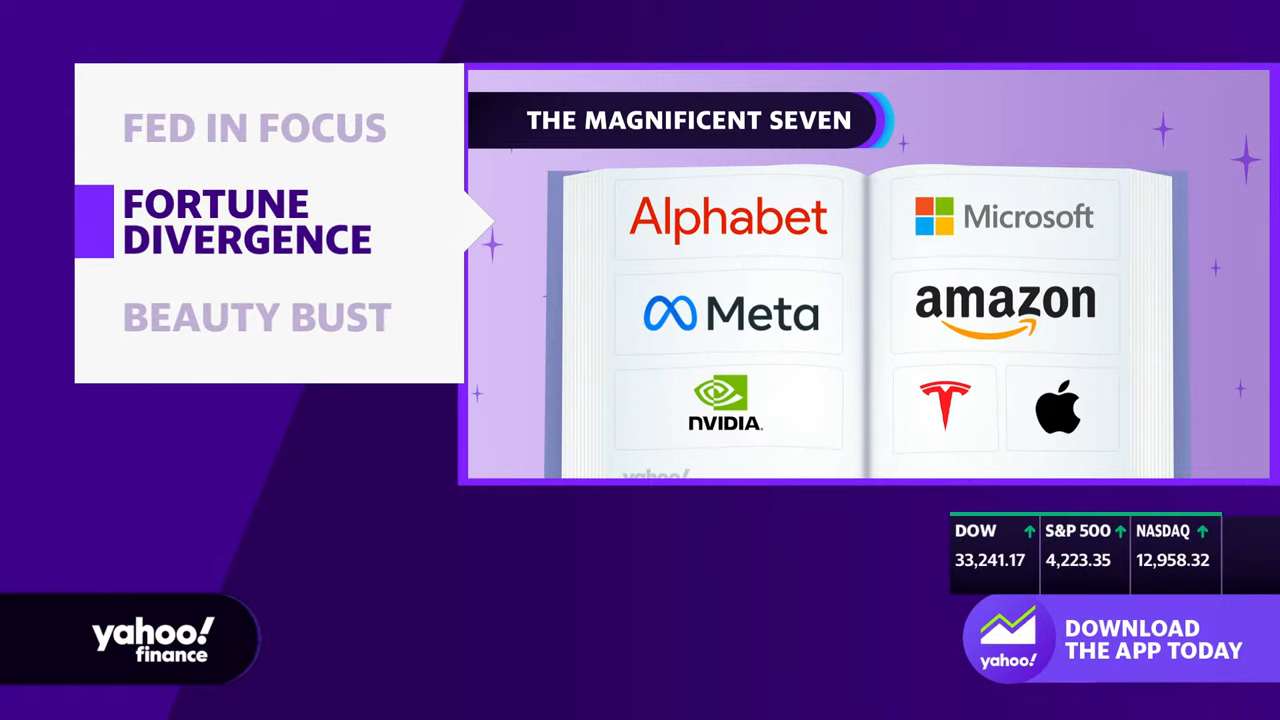 FED IN FOCUS
FORTUNE
DIVERGENCE
BEAUTY BUST
THE MAGNIFICENT SEVEN
Alphabet
Microsoft
Meta
amazon
NVIDIA.
yahoo!
DOW
33,241.17
S&P 500
4,223.35
NASDAQ
12,958.32
yahoo!
finance
yahoo!
DOWNLOAD
THE APP TODAY